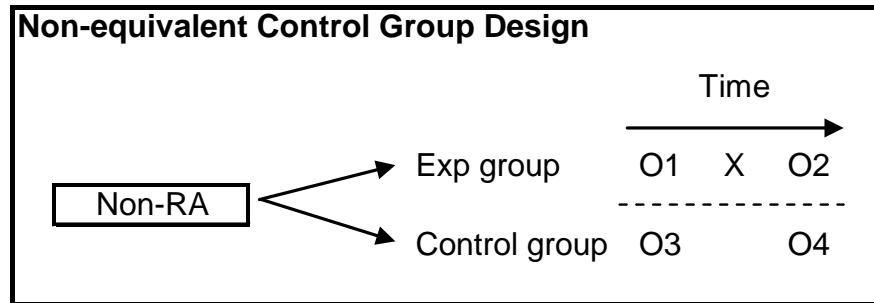 Non-equivalent Control Group Design
Time
Exp group O1 X O2
Non-RA
Control group O3 O4